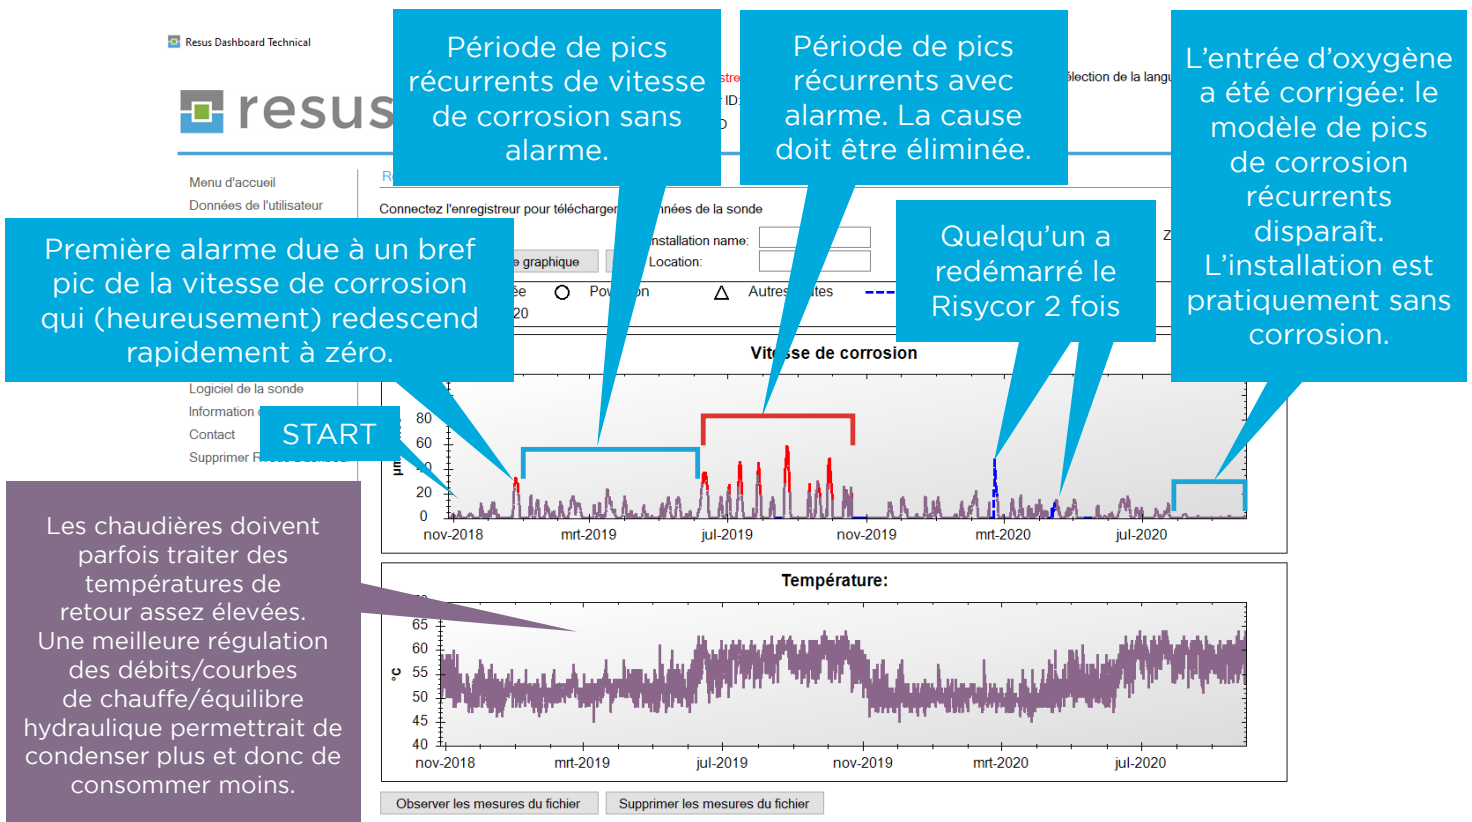 Resus Dashboard Technical
resus
Période de pics
récurrents de vitesse
de corrosion sans
alarme.
Période de pics
récurrents avec
alarme. La cause
doit être éliminée.
L'entrée d'oxygène
a été corrigée: le
modèle de pics
de corrosion
récurrents
disparaît.
L'installation est
pratiquement sans
corrosion.
ID:
Menu d'accueil
Données de l'utilisateur
Connectez l'enregistreur pour télécharger
de la sonde
Installation name:
Location:
graphique
Première alarme due à un bref
pic de la vitesse de corrosion
qui (heureusement) redescend
rapidement à zéro.
Quelqu'un a
redémarré le
Risycor 2 fois
Autres
20
Logiciel de la sonde
Information
Contact
Supprimer
START
Vitesse de corrosion
80
60
40
20
0
nov-2018 mrt-2019 jul-2019 nov-2019 mrt-2020 jul-2020
Les chaudières doivent
parfois traiter des
températures de
retour assez élevées.
Une meilleure régulation
des débits/courbes
de chauffe/équilibre
hydraulique permettrait de
condenser plus et donc de
consommer moins.
Température:
°C
70
65
60
55
50
45
40
nov-2018 mrt-2019 jul-2019 nov-2019 mrt-2020 jul-2020
Observer les mesures du fichier
Supprimer les mesures du fichier